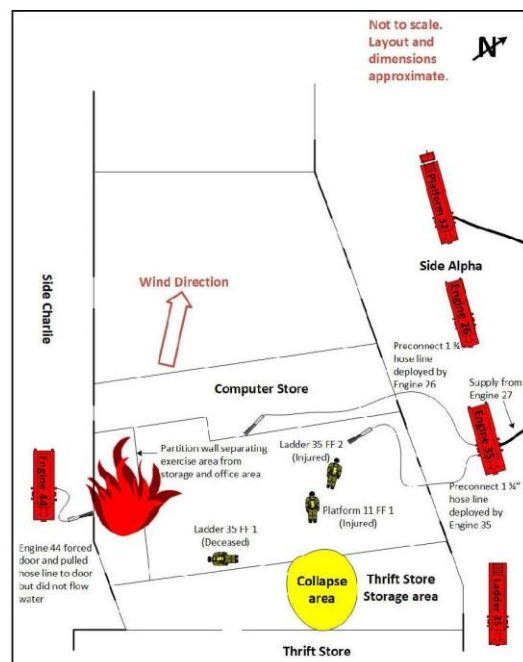 Not to scale.
Layout and
dimensions
approximate.
N
Platform 32
Side Alpha
Engine 26
Side Charlie
Wind Direction
Preconnect 1 ¾
hose line
deployed by
Engine 26
Supply from
Engine 27
Computer Store
Engine 35
Partition wall separating
exercise area from
storage and office area
Ladder 35 FF 2
(Injured)
Engine 44
Preconnect 1 ¾"
hose line
deployed by
Engine 35
Platform 11 FF 1
(Injured)
Ladder 35 FF 1
(Deceased)
Engine 44 forced
door and pulled
hose line to door
but did not flow
water
Collapse
area
Thrift Store
Storage area
Ladder 35
Thrift Store